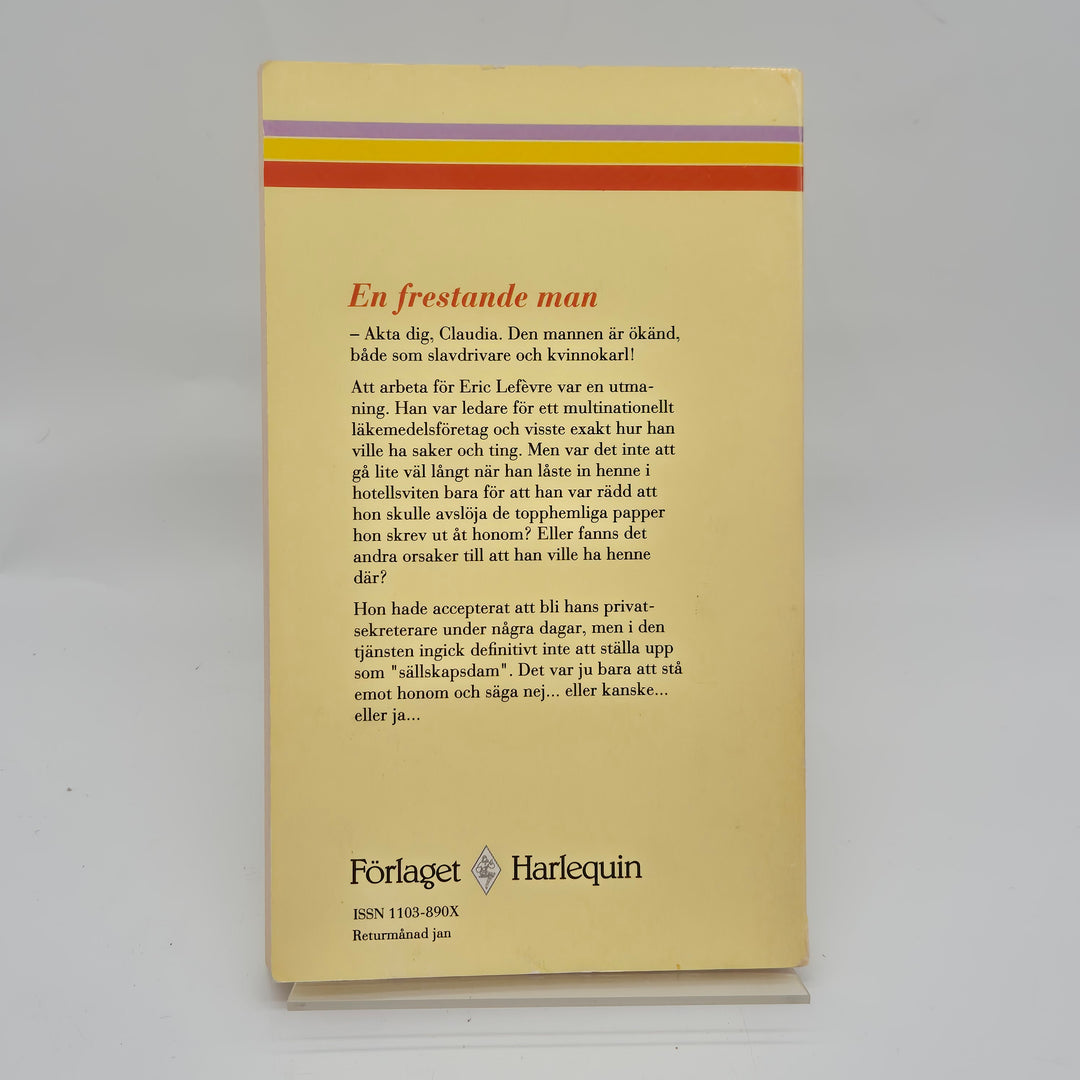 En frestande man
– Akta dig, Claudia. Den mannen är ökänd,
både som slavdrivare och kvinnokarl!
Att arbeta för Eric Lefèvre var en utma-
ning. Han var ledare för ett multinationellt
läkemedelsföretag och visste exakt hur han
ville ha saker och ting. Men var det inte att
gå lite väl långt när han låste in henne i
hotellsviten bara för att han var rädd att
hon skulle avslöja de topphemliga papper
hon skrev ut åt honom? Eller fanns det
andra orsaker till att han ville ha henne
där?
Hon hade accepterat att bli hans privat-
sekreterare under några dagar, men i den
tjänsten ingick definitivt inte att ställa upp
som "sällskapsdam". Det var ju bara att stå
emot honom och säga nej... eller kanske...
eller ja...
Förlaget Harlequin
ISSN 1103-890X
Returmånad jan